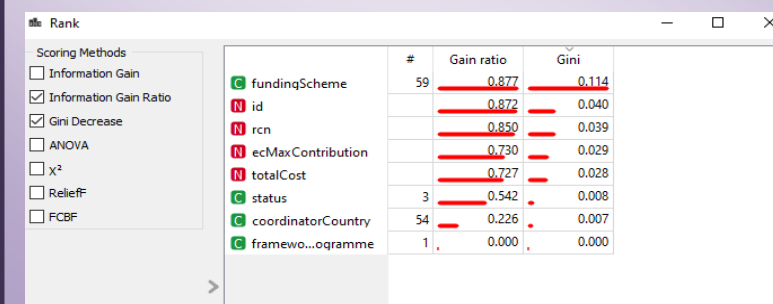 Rank
Scoring Methods
Information Gain
Information Gain Ratio
Gini Decrease
ANOVA
X²
ReliefF
FCBF
# Gain ratio Gini
C fundingScheme 59 0.877 0.114
N id 0.872 0.040
N rcn 0.850 0.039
N ecMaxContribution 0.730 0.029
N totalCost 0.727 0.028
C status 3 0.542 0.008
C coordinatorCountry 54 0.226 0.007
C framewo...ogramme 1 0.000 0.000